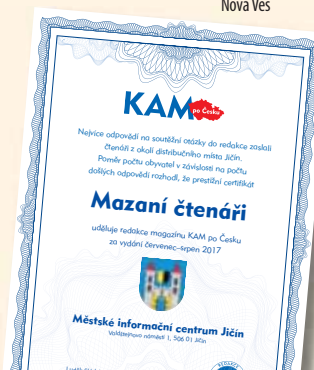 Nová Ves
KAM po Česku
Nejvíce odpovědí na soutěžní otázky do redakce zaslali
čtenáři z okolí distribučního místa Jičín.
Poměr počtu obyvatel v závislosti na počtu
došlých odpovědí rozhodl, že prestižní certifikát
Mazaní čtenáři
uděluje redakce magazínu KAM po Česku
za vydání červenec–srpen 2017
Městské informační centrum Jičín
Valdštejnovo náměstí 1, 506 01 Jičín
REDAKCE